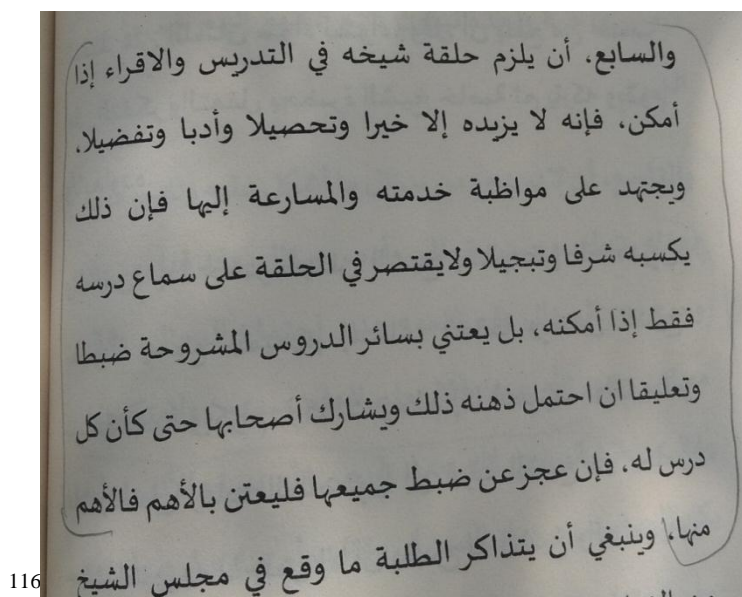 والسابع، أن يلزم حلقة شيخه في التدريس والاقراء إذا
أمكن، فإنه لا يزيده إلا خيرا وتحصيلا وأدبا وتفضيلا،
ويجتهد على مواظبة خدمته والمسارعة إليها فإن ذلك
يكسبه شرفا وتبجيلا ولايقتصر في الحلقة على سماع درسه
فقط إذا أمكنه، بل يعتني بسائر الدروس المشروحة ضبطا
وتعليقا ان احتمل ذهنه ذلك ويشارك أصحابها حتى كأن كل
درس له، فإن عجز عن ضبط جميعها فليعتن بالأهم فالأهم
منها، وينبغي أن يتذاكر الطلبة ما وقع في مجلس الشيخ
116